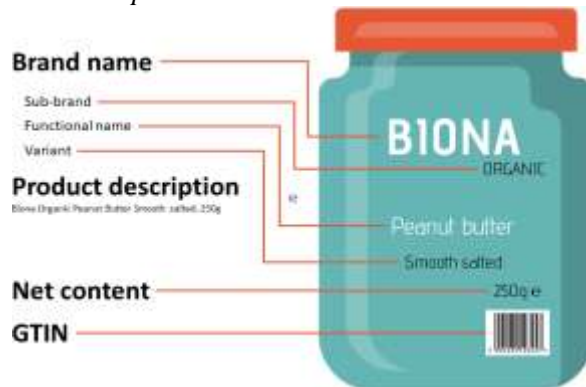 Brand name
Sub-brand
Functional name
Variant
Product description
Biona Organic Peanut Butter Smooth salted, 250g
Net content
GTIN
BIONA
ORGANIC
Peanut butter
Smooth salted
250g e